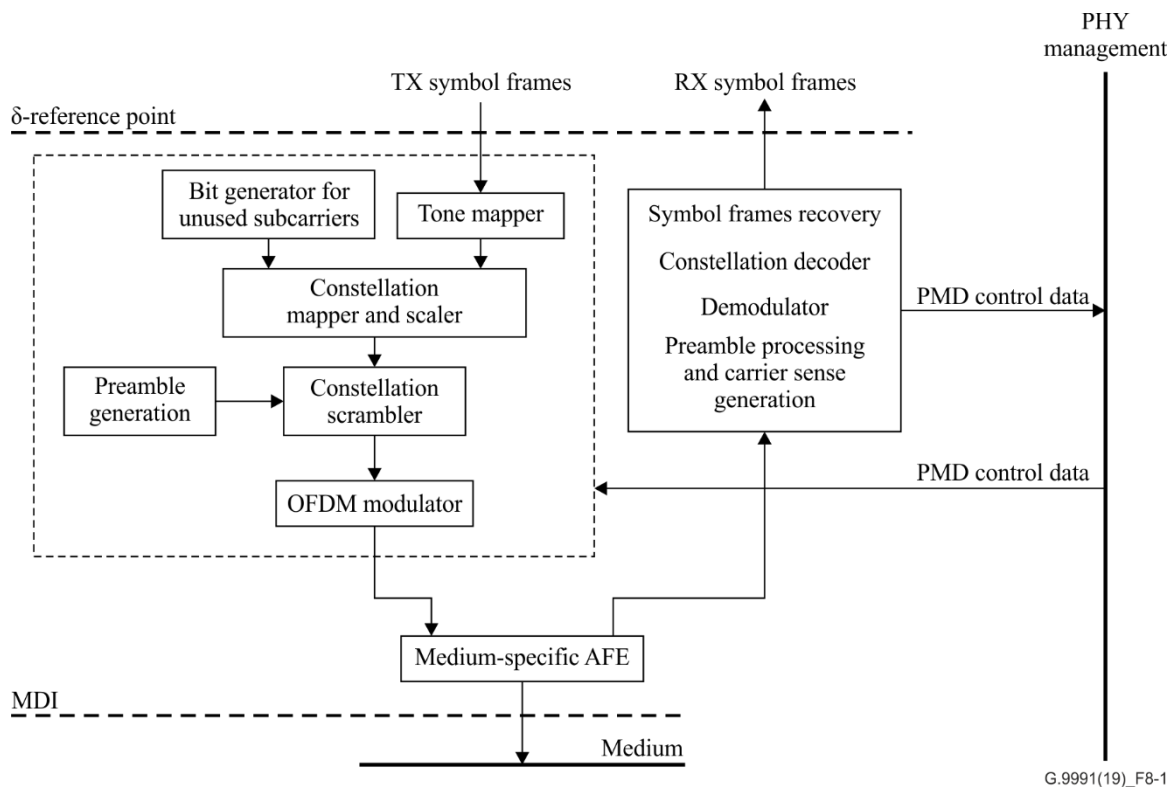 PHY
management
TX symbol frames
RX symbol frames
δ-reference point
Bit generator for
unused subcarriers
Tone mapper
Constellation
mapper and scaler
Preamble
generation
Constellation
scrambler
OFDM modulator
Symbol frames recovery
Constellation decoder
Demodulator
Preamble processing
and carrier sense
generation
PMD control data
PMD control data
Medium-specific AFE
MDI
Medium
G.9991(19)_F8-1